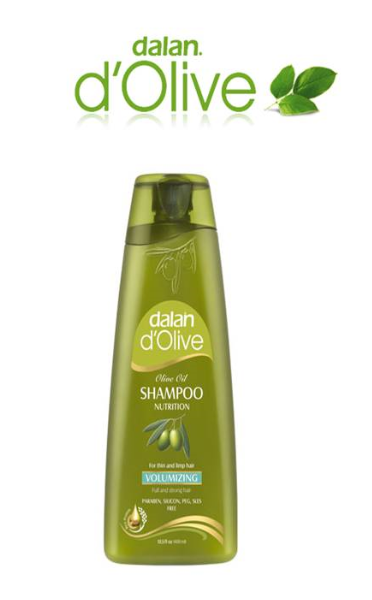 dalan.
d'Olive
dalan
d'Olive
Olive Oil
SHAMPOO
NUTRITION
For thin and limp hair
VOLUMIZING
Full and strong hair
PARABEN, SILICON, PEG, SLES
FREE